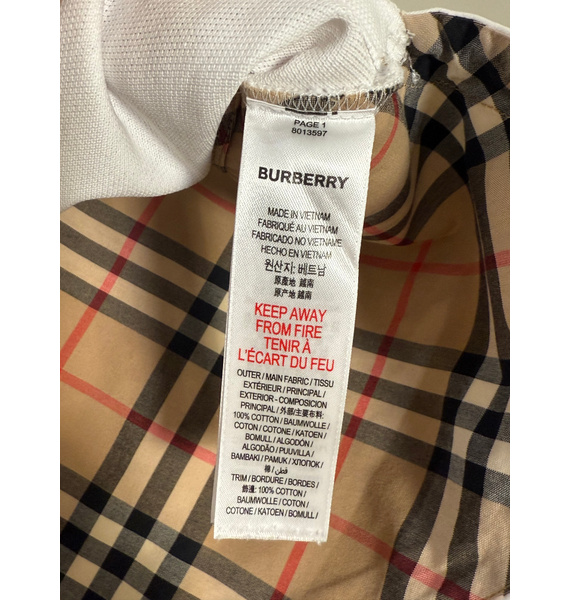 PAGE 1
8013597
BURBERRY
MADE IN VIETNAM
FABRIQUÉ AU VIETNAM
FABRICADO NO VIETNAME
HECHO EN VIETNAM
원산지: 베트남
原產地 越南
原产地 越南
KEEP AWAY
FROM FIRE
TENIR À
L'ÉCART DU FEU
OUTER / MAIN FABRIC / TISSU
EXTÉRIEUR / PRINCIPAL /
EXTERIOR - COMPOSICION
PRINCIPAL / 外部/主要布料:
100% COTTON / BAUMWOLLE /
COTON / COTONE / KATOEN /
BOMULL / ALGODÓN /
ALGODÃO / PUUVILLA /
BAMBAKI / PAMUK / ХЛОПОК /
棉 / قطن /
TRIM / BORDURE / BORDES /
飾邊: 100% COTTON /
BAUMWOLLE / COTON /
COTONE / KATOEN / BOMULL /